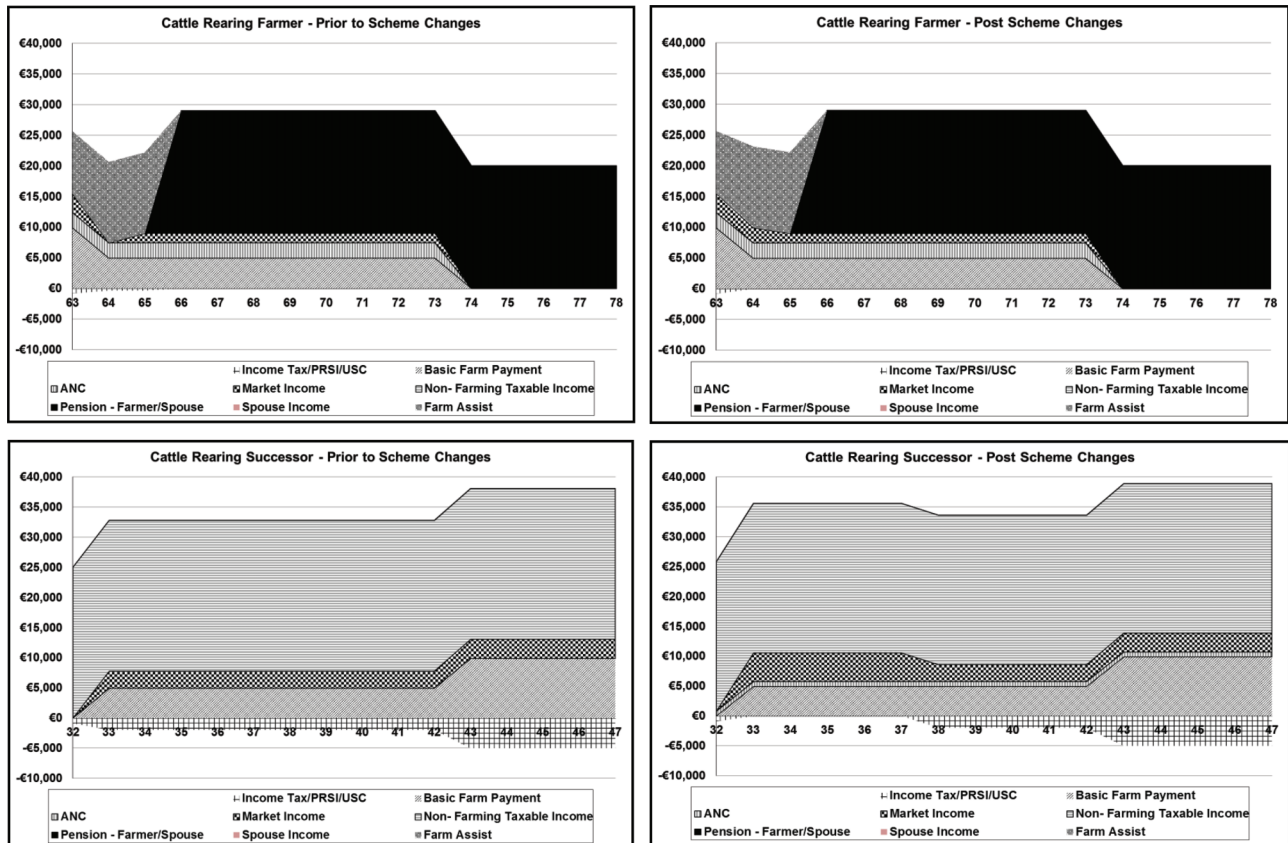 Cattle Rearing Farmer - Prior to Scheme Changes
€40,000
€35,000
€30,000
€25,000
€20,000
€15,000
€10,000
€5,000
€0
63 64 65 66 67 68 69 70 71 72 73 74 75 76 77 78
-€5,000
-€10,000
Income Tax/PRSI/USC Basic Farm Payment
ANC Market Income Non- Farming Taxable Income
Pension - Farmer/Spouse Spouse Income Farm Assist
Cattle Rearing Farmer - Post Scheme Changes
€40,000
€35,000
€30,000
€25,000
€20,000
€15,000
€10,000
€5,000
€0
63 64 65 66 67 68 69 70 71 72 73 74 75 76 77 78
-€5,000
-€10,000
Income Tax/PRSI/USC Basic Farm Payment
ANC Market Income Non- Farming Taxable Income
Pension - Farmer/Spouse Spouse Income Farm Assist
Cattle Rearing Successor - Prior to Scheme Changes
€40,000
€35,000
€30,000
€25,000
€20,000
€15,000
€10,000
€5,000
€0
32 33 34 35 36 37 38 39 40 41 42 43 44 45 46 47
-€5,000
-€10,000
Income Tax/PRSI/USC Basic Farm Payment
ANC Market Income Non- Farming Taxable Income
Pension - Farmer/Spouse Spouse Income Farm Assist
Cattle Rearing Successor - Post Scheme Changes
€40,000
€35,000
€30,000
€25,000
€20,000
€15,000
€10,000
€5,000
€0
32 33 34 35 36 37 38 39 40 41 42 43 44 45 46 47
-€5,000
-€10,000
Income Tax/PRSI/USC Basic Farm Payment
ANC Market Income Non- Farming Taxable Income
Pension - Farmer/Spouse Spouse Income Farm Assist